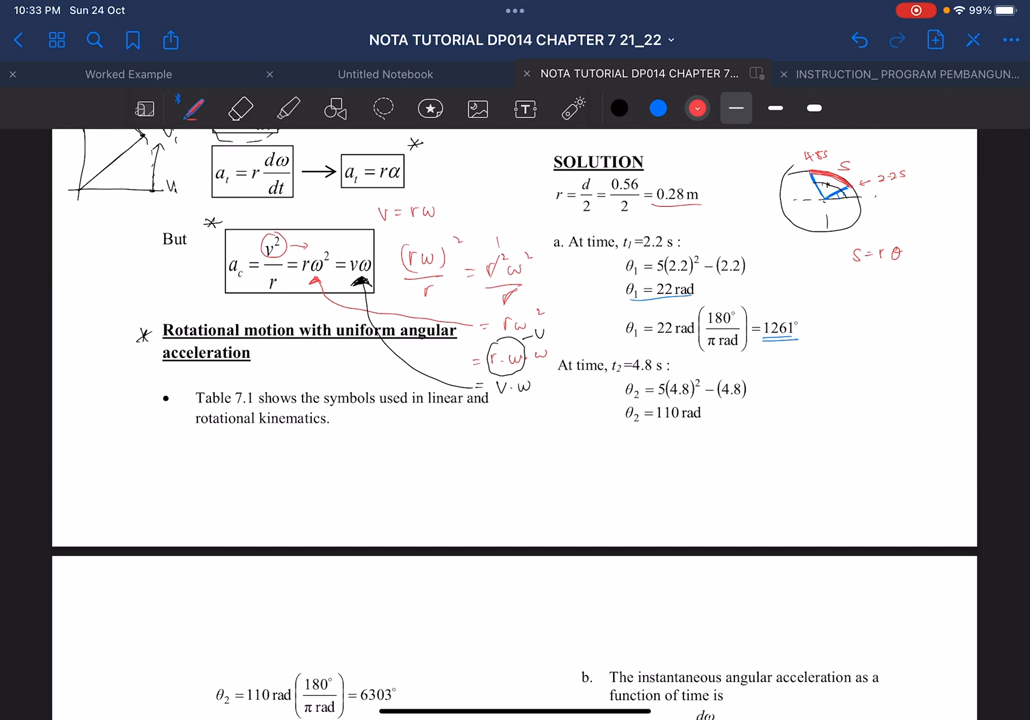 10:33 PM Sun 24 Oct
99%
NOTA TUTORIAL DP014 CHAPTER 7 21_22
Worked Example
Untitled Notebook
NOTA TUTORIAL DP014 CHAPTER 7...
INSTRUCTION_ PROGRAM PEMBANGUN...
V₁
a_t = r dω/dt → a_t = rα
*
v = rω
*
But
a_c = v²/r = rω² = vω
(rω)²/r = r²ω²/r
1
= rω²
= r.ω.ω
V
= V.ω
* Rotational motion with uniform angular
acceleration
• Table 7.1 shows the symbols used in linear and
rotational kinematics.
SOLUTION
r = d/2 = 0.56/2 = 0.28 m
4.8s
S
2.2s
1
S = rθ
a. At time, t₁=2.2 s :
θ₁ = 5(2.2)² − (2.2)
θ₁ = 22 rad
θ₁ = 22 rad (180°/π rad) = 1261°
At time, t₂=4.8 s :
θ₂ = 5(4.8)² − (4.8)
θ₂ = 110 rad
θ₂ = 110 rad (180°/π rad) = 6303°
b. The instantaneous angular acceleration as a
function of time is
dω